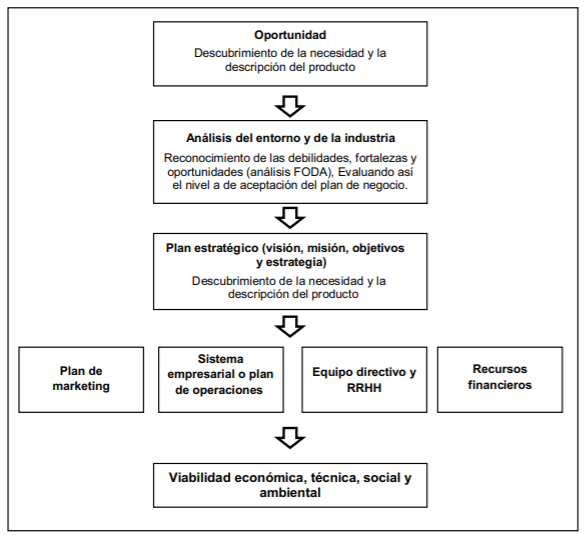 Oportunidad
Descubrimiento de la necesidad y la
descripción del producto
Análisis del entorno y de la industria
Reconocimiento de las debilidades, fortalezas y
oportunidades (análisis FODA), Evaluando así
el nivel a de aceptación del plan de negocio.
Plan estratégico (visión, misión, objetivos
y estrategia)
Descubrimiento de la necesidad y la
descripción del producto
Plan de
marketing
Sistema
empresarial o plan
de operaciones
Equipo directivo y
RRHH
Recursos
financieros
Viabilidad económica, técnica, social y
ambiental